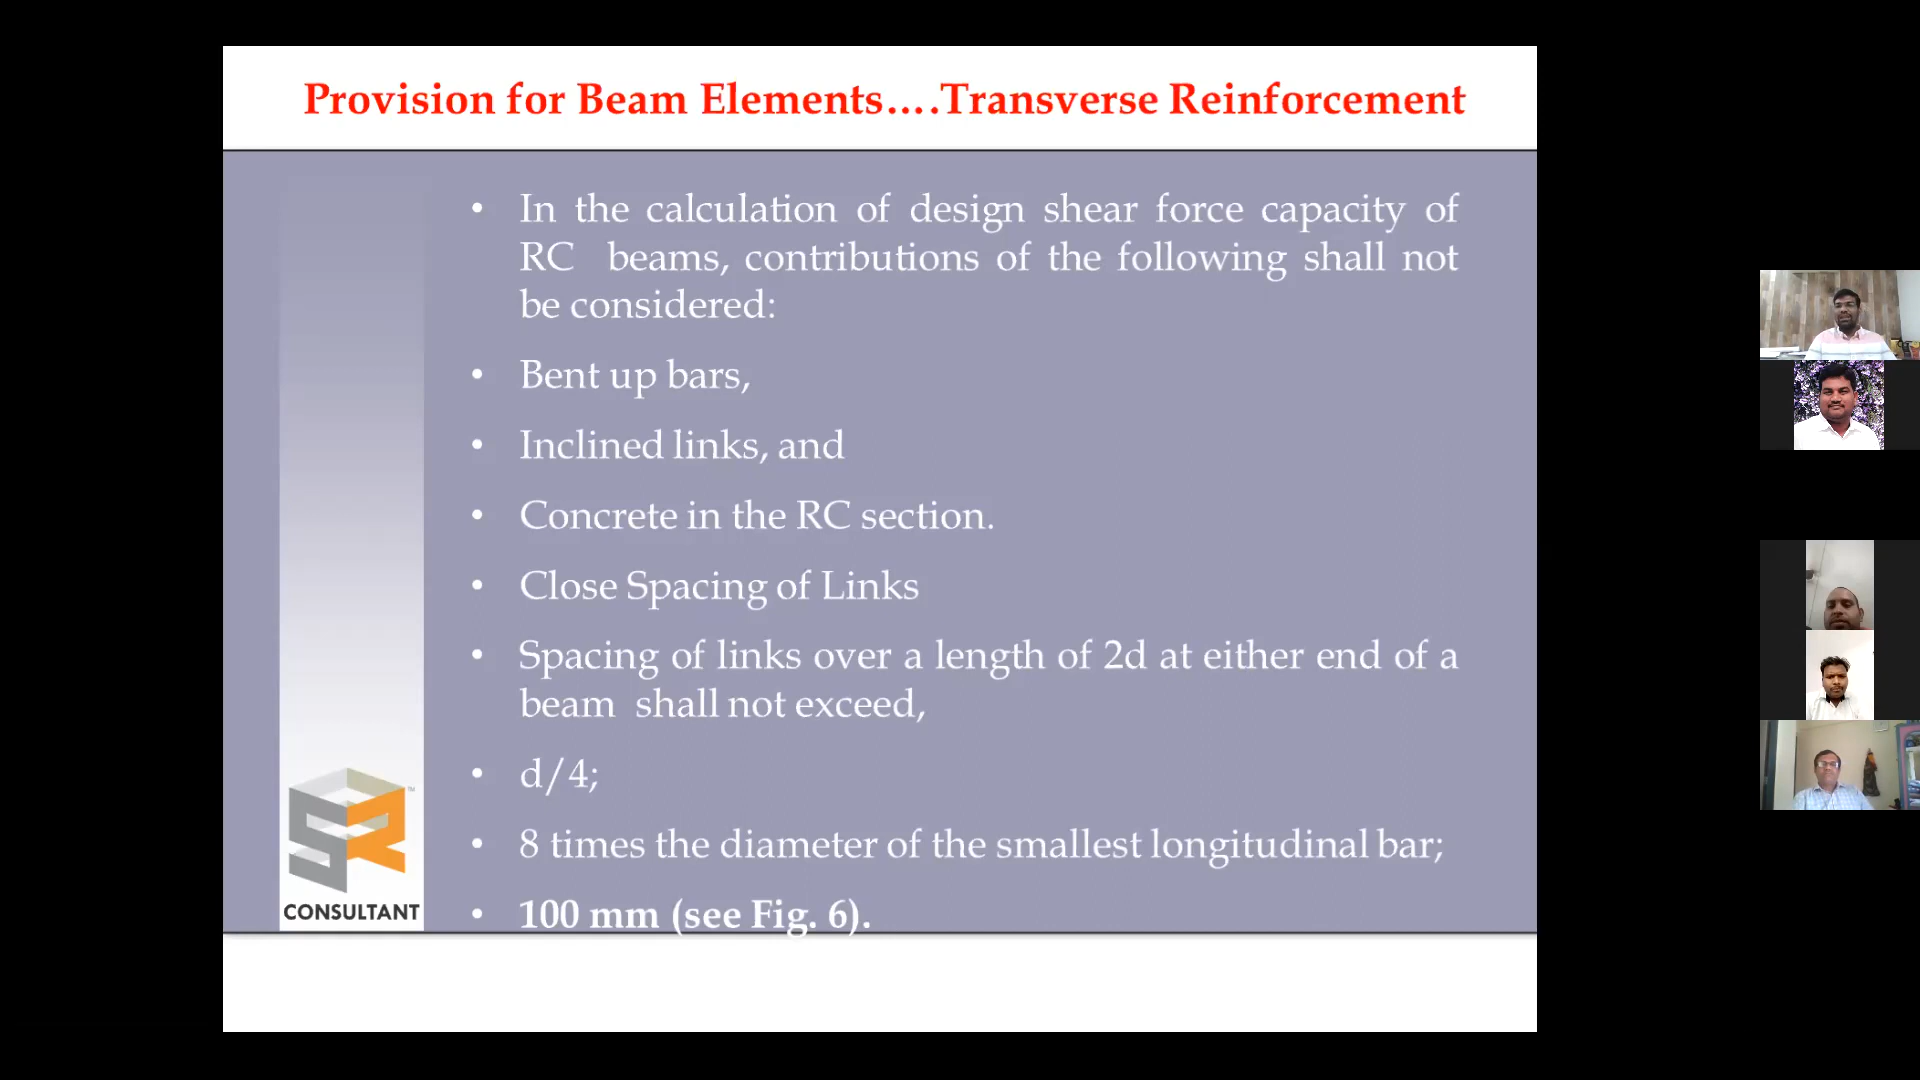 Provision for Beam Elements....Transverse Reinforcement
• In the calculation of design shear force capacity of
RC beams, contributions of the following shall not
be considered:
• Bent up bars,
• Inclined links, and
• Concrete in the RC section.
• Close Spacing of Links
• Spacing of links over a length of 2d at either end of a
beam shall not exceed,
• d/4;
• 8 times the diameter of the smallest longitudinal bar;
• 100 mm (see Fig. 6).
SR
TM
CONSULTANT